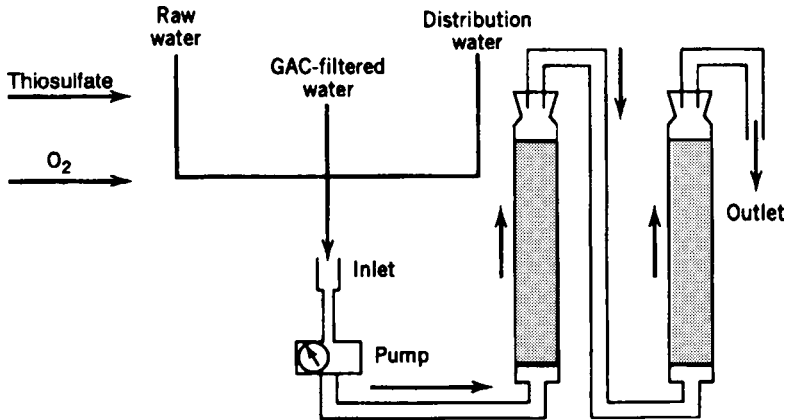 Raw
water
Distribution
water
GAC-filtered
water
Thiosulfate
O₂
Inlet
Pump
Outlet